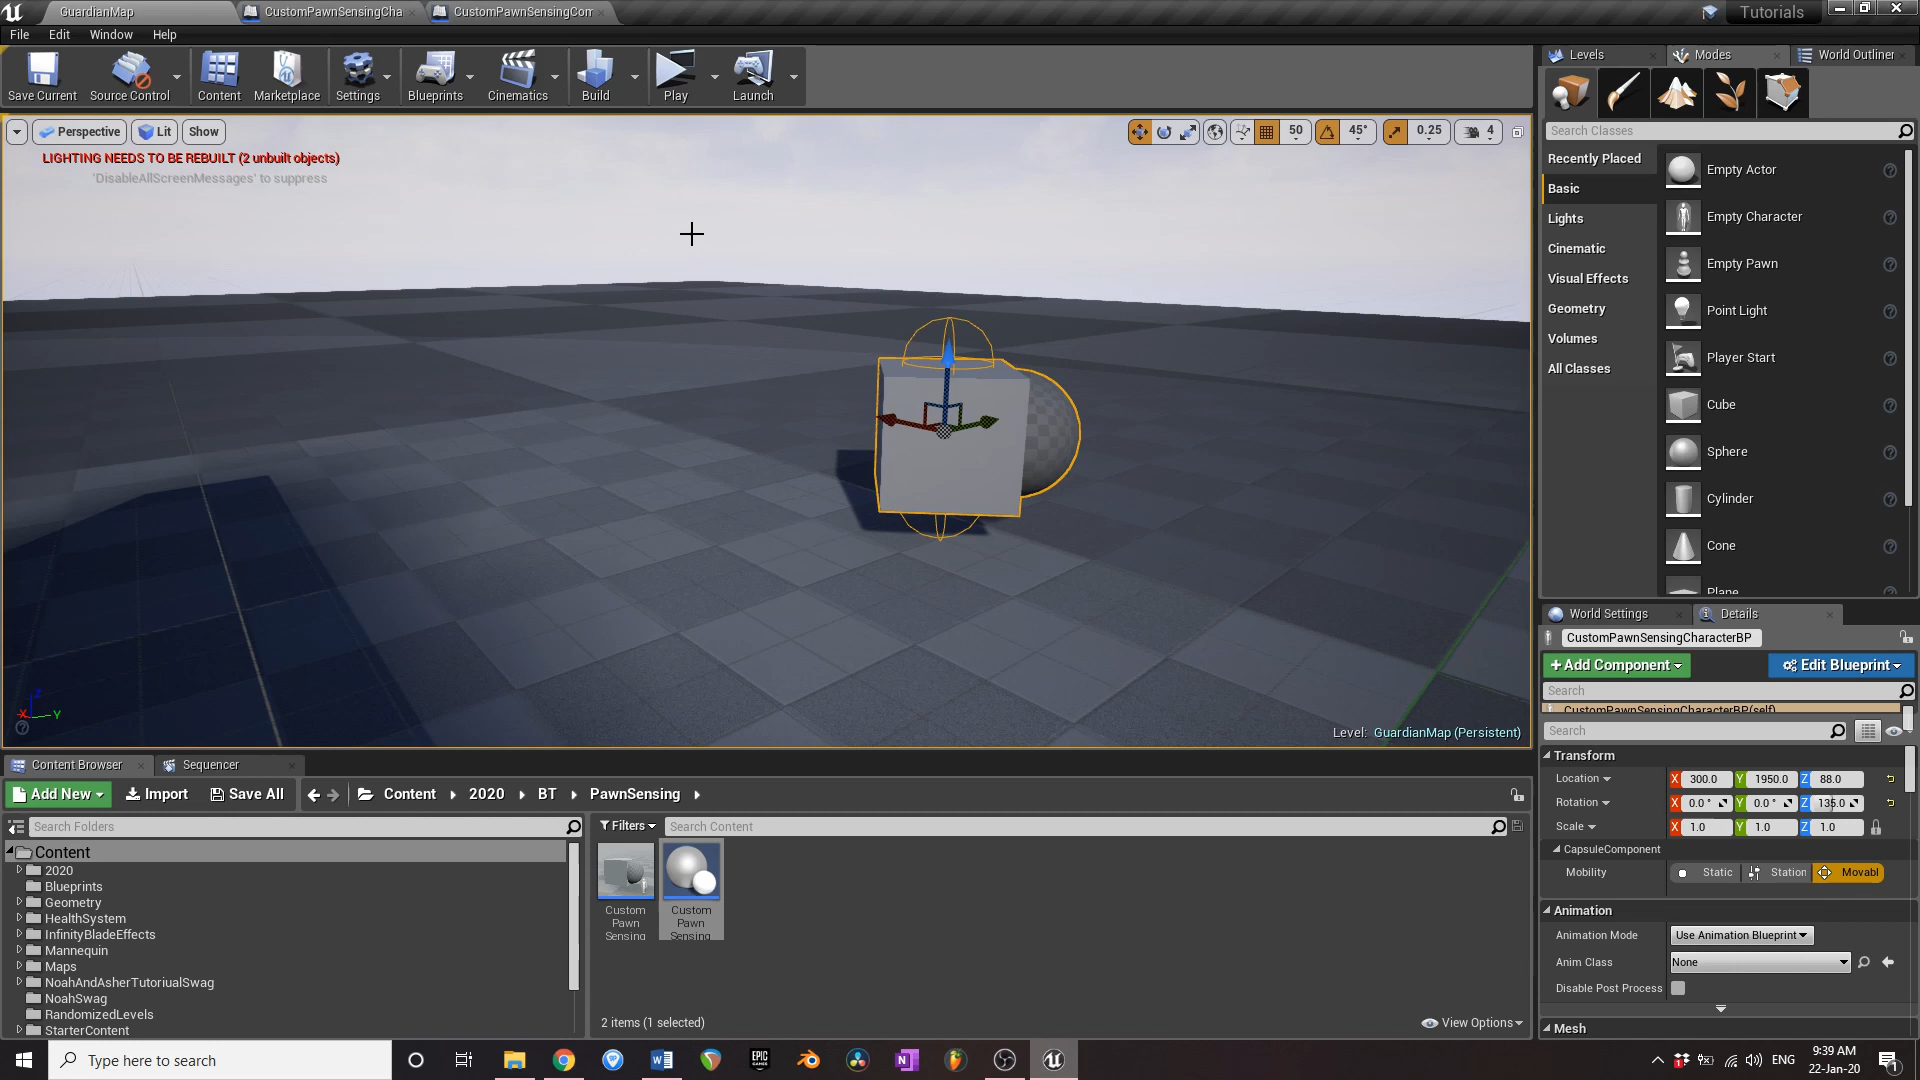 GuardianMap
CustomPawnSensingCha
CustomPawnSensingCom
Tutorials
File
Edit
Window
Help
Save Current
Source Control
Content
Marketplace
Settings
Blueprints
Cinematics
Build
Play
Launch
Levels
Modes
World Outliner
Search Classes
Perspective
Lit
Show
50
45°
0.25
4
LIGHTING NEEDS TO BE REBUILT (2 unbuilt objects)
'DisableAllScreenMessages' to suppress
Recently Placed
Basic
Lights
Cinematic
Visual Effects
Geometry
Volumes
All Classes
Empty Actor
Empty Character
Empty Pawn
Point Light
Player Start
Cube
Sphere
Cylinder
Cone
Plane
Z
X
Y
Level: GuardianMap (Persistent)
World Settings
Details
CustomPawnSensingCharacterBP
+Add Component
Edit Blueprint
Search
CustomPawnSensingCharacterBP(self)
Search
Transform
Location
X 300.0 Y 1950.0 Z 88.0
Rotation
X 0.0° Y 0.0° Z 135.0
Scale
X 1.0 Y 1.0 Z 1.0
CapsuleComponent
Mobility
Static
Station
Movabl
Animation
Animation Mode
Use Animation Blueprint
Anim Class
None
Disable Post Process
Mesh
Content Browser
Sequencer
Add New
Import
Save All
Content
2020
BT
PawnSensing
Search Folders
Filters
Search Content
Content
2020
Blueprints
Geometry
HealthSystem
InfinityBladeEffects
Mannequin
Maps
NoahAndAsherTutoriualSwag
NoahSwag
RandomizedLevels
StarterContent
Custom
Pawn
Sensing
Custom
Pawn
Sensing
2 items (1 selected)
View Options
Type here to search
EPIC
GAMES
ENG
9:39 AM
22-Jan-20
1